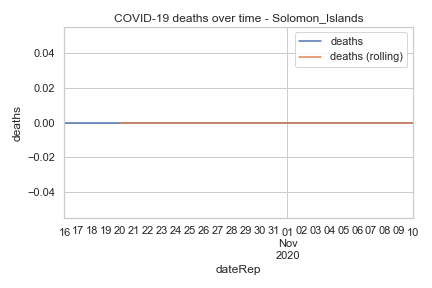 COVID-19 deaths over time - Solomon_Islands
deaths
deaths (rolling)
0.04
0.02
0.00
−0.02
−0.04
deaths
16 17 18 19 20 21 22 23 24 25 26 27 28 29 30 31 01 02 03 04 05 06 07 08 09 10
Nov
2020
dateRep